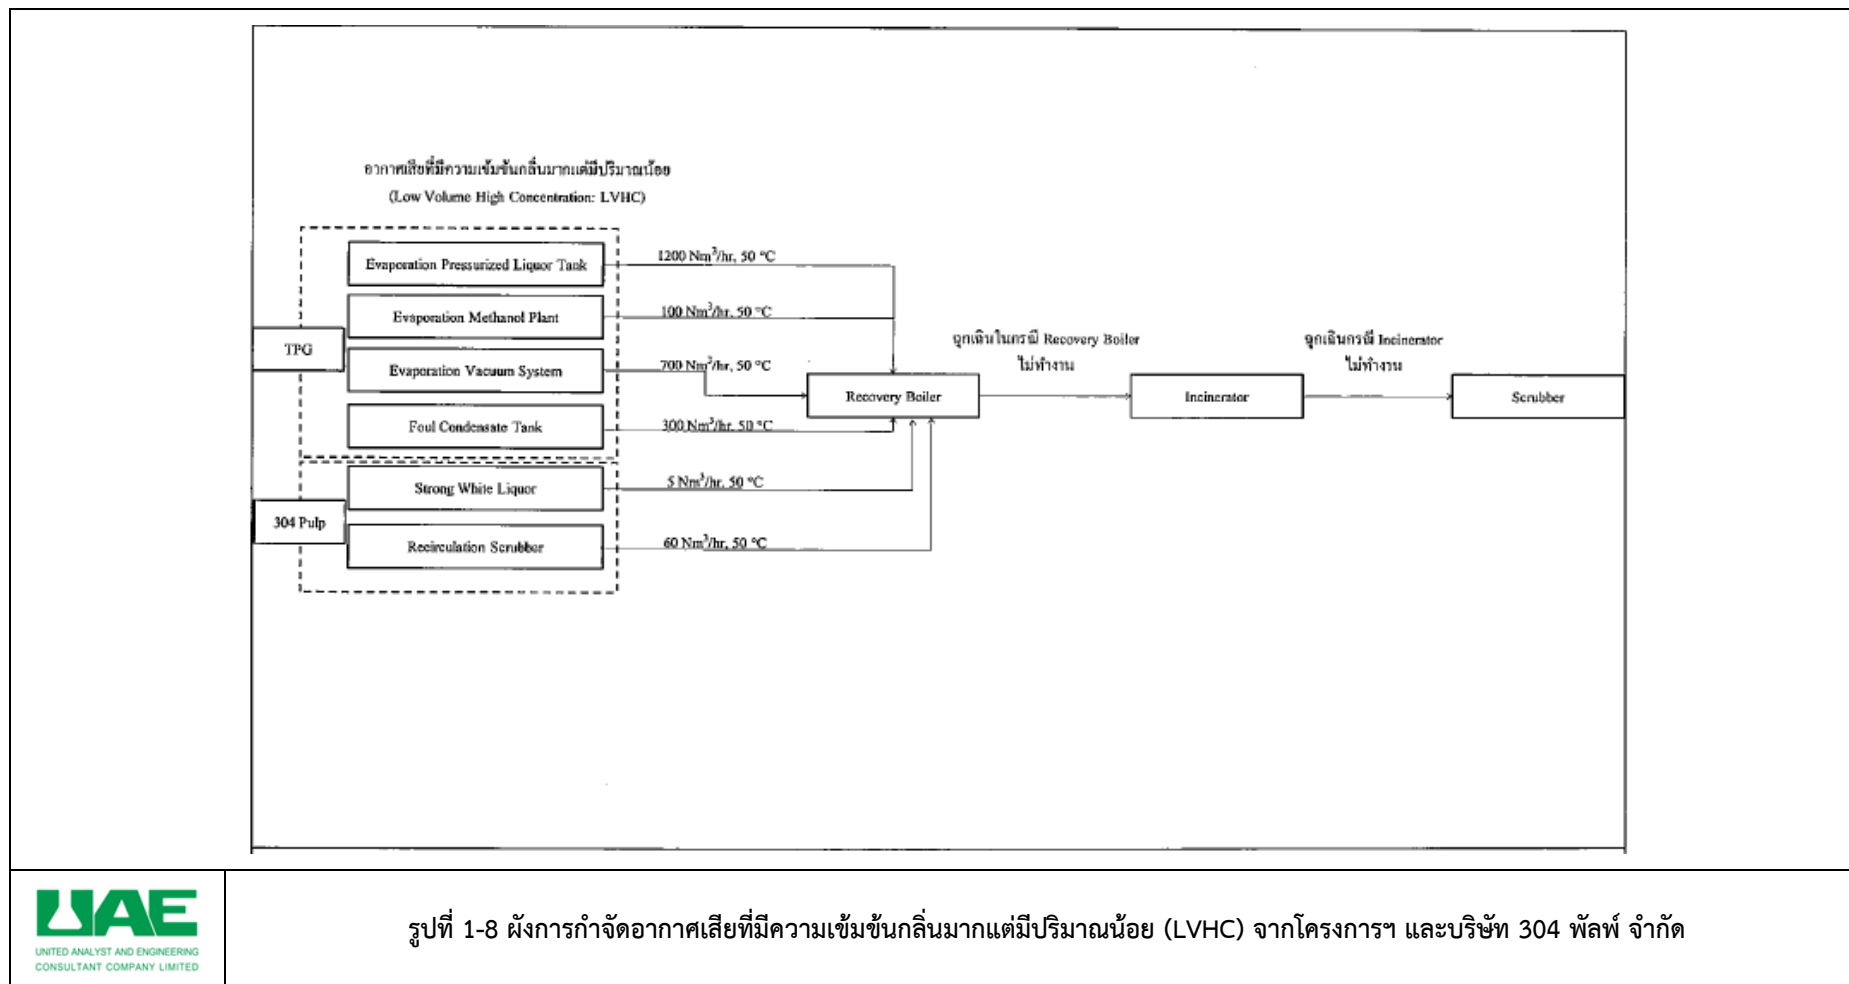 อากาศเสียที่มีความเข้มข้นกลิ่นมากแต่มีปริมาณน้อย
(Low Volume High Concentration: LVHC)
Evaporation Pressurized Liquor Tank
1200 Nm³/hr, 50 °C
Evaporation Methanol Plant
100 Nm³/hr, 50 °C
TPG
Evaporation Vacuum System
700 Nm³/hr, 50 °C
Foul Condensate Tank
300 Nm³/hr, 50 °C
Strong White Liquor
5 Nm³/hr, 50 °C
304 Pulp
Recirculation Scrubber
60 Nm³/hr, 50 °C
Recovery Boiler
ฉุกเฉินในกรณี Recovery Boiler
ไม่ทำงาน
Incinerator
ฉุกเฉินกรณี Incinerator
ไม่ทำงาน
Scrubber
UAE
UNITED ANALYST AND ENGINEERING
CONSULTANT COMPANY LIMITED
รูปที่ 1-8 ผังการกำจัดอากาศเสียที่มีความเข้มข้นกลิ่นมากแต่มีปริมาณน้อย (LVHC) จากโครงการฯ และบริษัท 304 พัลพ์ จำกัด